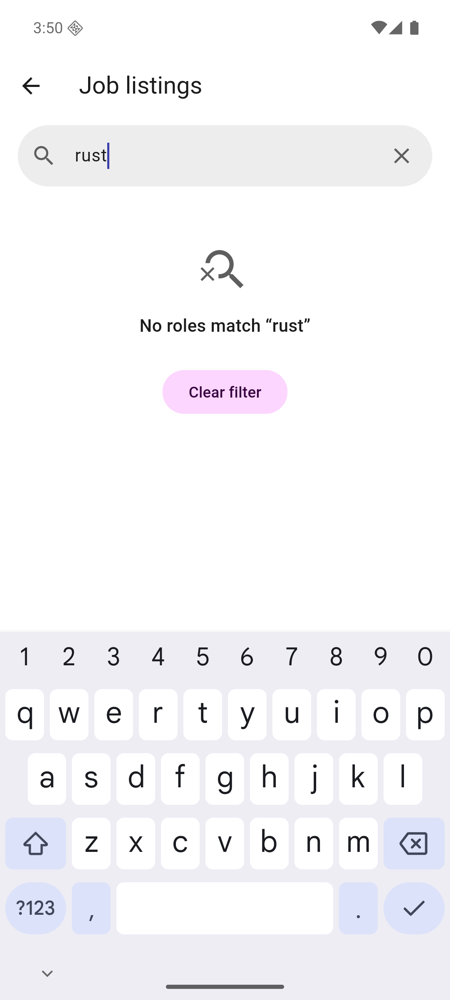 3:50
Job listings
rust
No roles match “rust”
Clear filter
1 2 3 4 5 6 7 8 9 0
q w e r t y u i o p
a s d f g h j k l
z x c v b n m
?123 , .